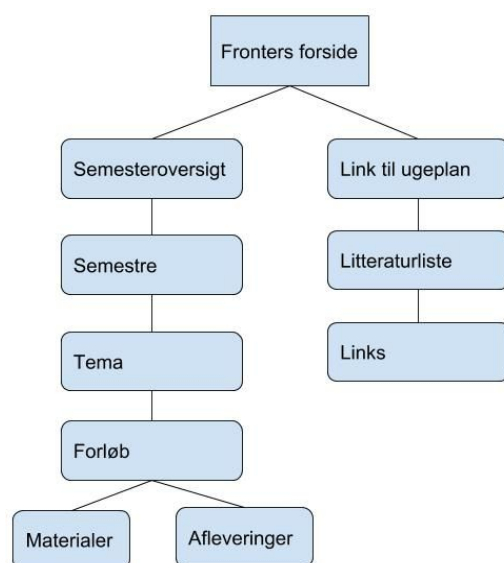 Fronters forside
Semesteroversigt
Link til ugeplan
Semestre
Litteraturliste
Tema
Links
Forløb
Materialer
Afleveringer